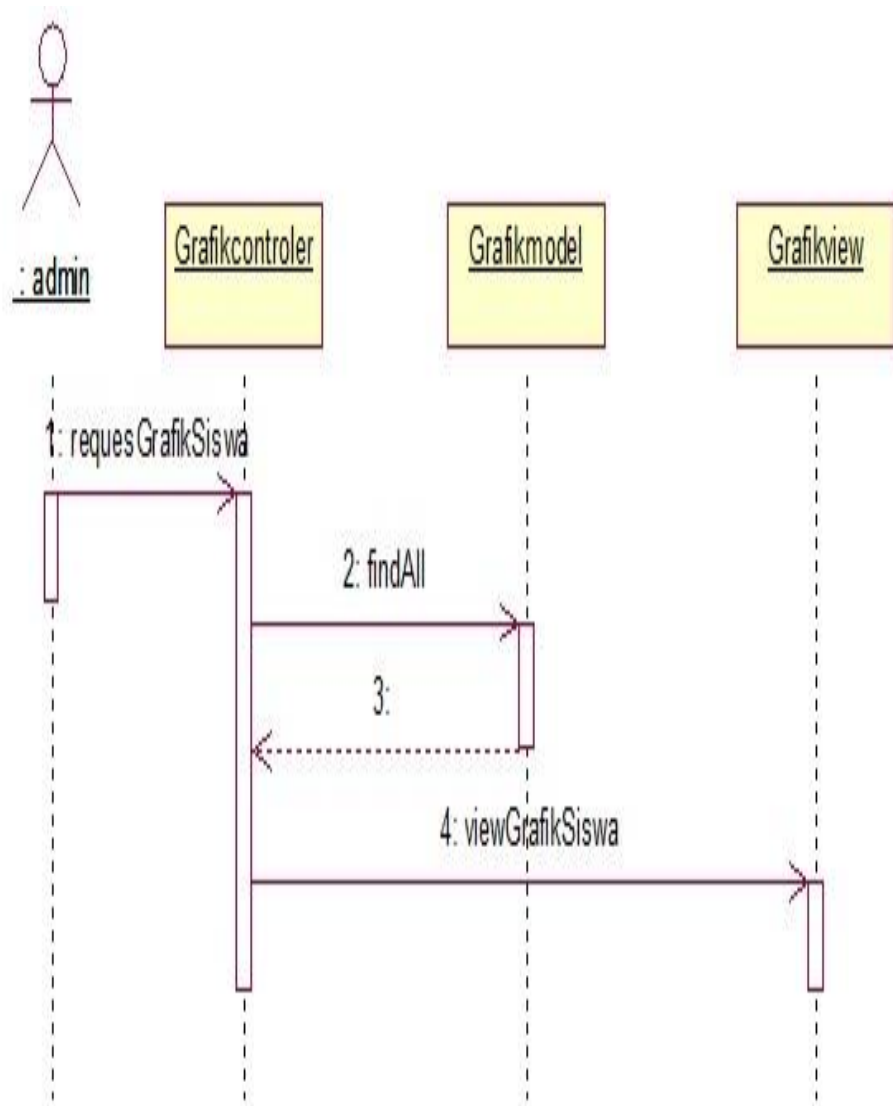 : admin
Grafikcontroler
Grafikmodel
Grafikview
1: requesGrafikSiswa
2: findAll
3:
4: viewGrafikSiswa